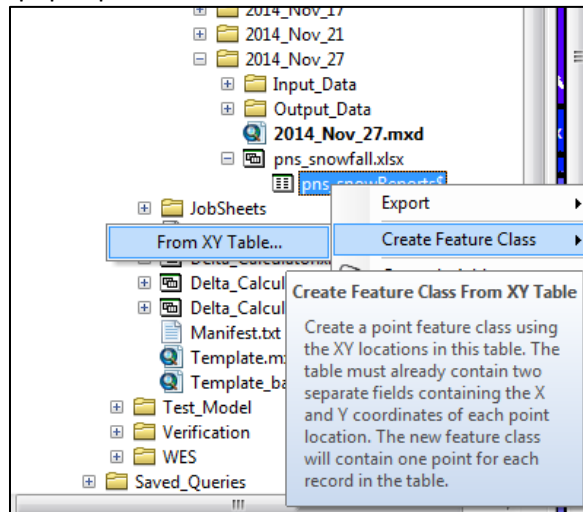 2014_Nov_17
2014_Nov_21
2014_Nov_27
Input_Data
Output_Data
2014_Nov_27.mxd
pns_snowfall.xlsx
pns_snowReports$
Export
JobSheets
From XY Table...
Create Feature Class
Create Feature Class From XY Table
Delta_Calcul
Delta_Calcul
Manifest.txt
Template.m
Template_ba
Test_Model
Verification
WES
Saved_Queries
Create a point feature class using
the XY locations in this table. The
table must already contain two
separate fields containing the X
and Y coordinates of each point
location. The new feature class
will contain one point for each
record in the table.